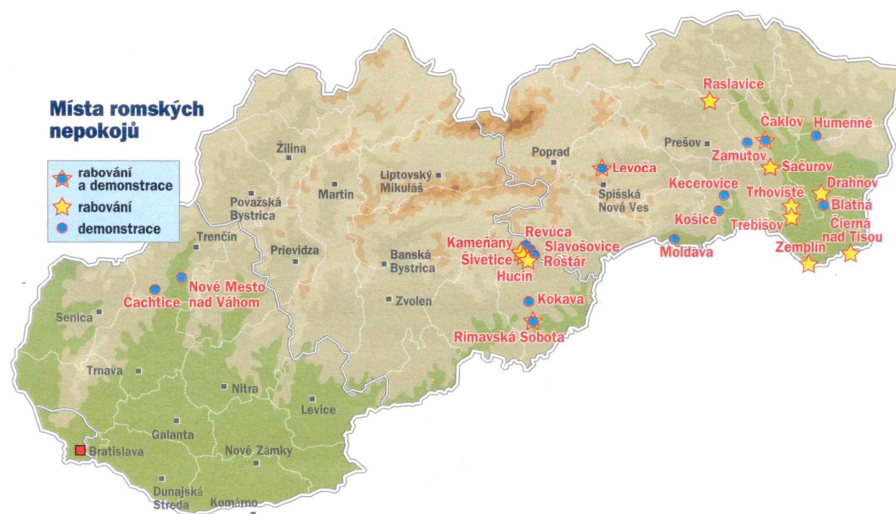 Místa romských
nepokojů
rabování
a demonstrace
rabování
demonstrace
Raslavice
Čaklov
Humenné
Žilina
Prešov
Poprad
Zamutov
Levoča
Sačurov
Liptovský
Mikuláš
Martin
Spišská
Nová Ves
Kecerovice
Trhoviště
Drahňov
Považská
Bystrica
Blatná
Košice
Trebišov
Čierna
nad Tisou
Trenčín
Revúca
Kameňany
Slavošovice
Prievidza
Banská
Bystrica
Šivetice
Roštár
Moldava
Zemplín
Hucín
Nové Mesto
nad Váhom
Čachtice
Zvolen
Kokava
Senica
Rimavská Sobota
Trnava
Nitra
Levice
Galanta
Bratislava
Nové Zámky
Dunajská
Streda
Komárno